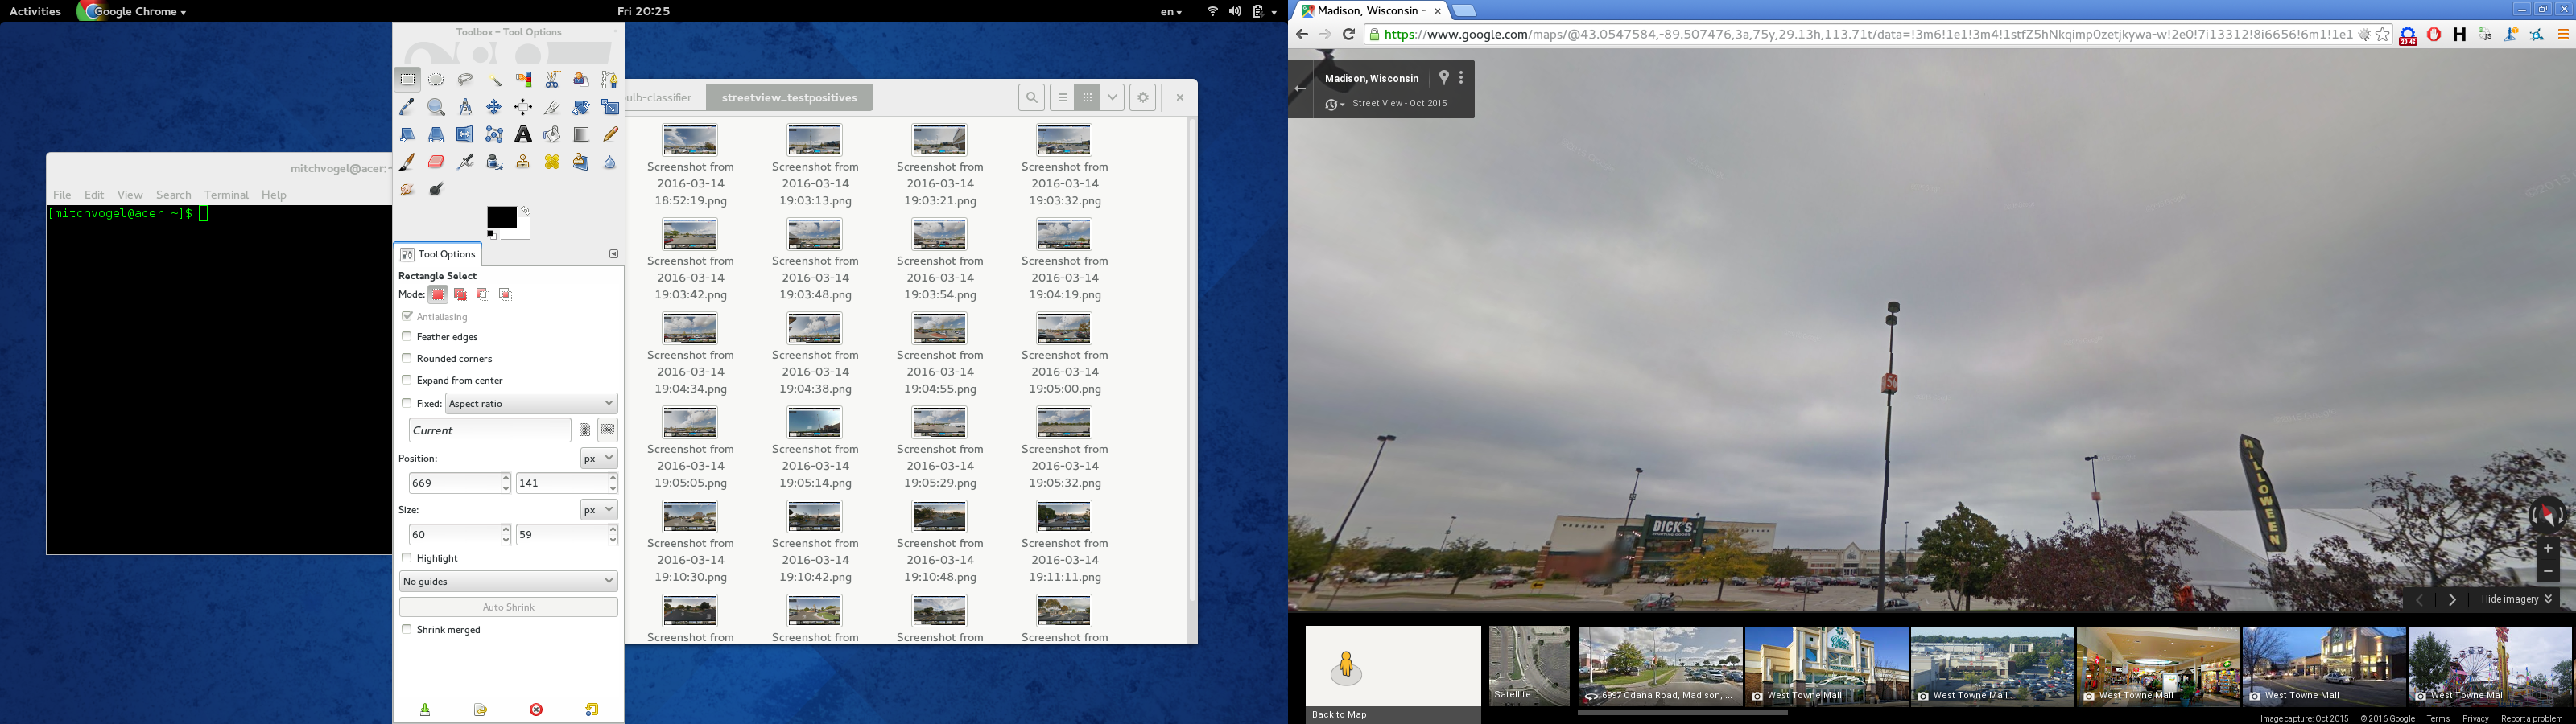 Activities
Google Chrome
Fri 20:25
en
Toolbox – Tool Options
mitchvogel@acer:~
File Edit View Search Terminal Help
[mitchvogel@acer ~]$
Tool Options
Rectangle Select
Mode:
Antialiasing
Feather edges
Rounded corners
Expand from center
Fixed: Aspect ratio
Current
Position: px
669 141
Size: px
60 59
Highlight
No guides
Auto Shrink
Shrink merged
ulb-classifier
streetview_testpositives
Screenshot from Screenshot from Screenshot from Screenshot from
2016-03-14 2016-03-14 2016-03-14 2016-03-14
18:52:19.png 19:03:13.png 19:03:21.png 19:03:32.png
Screenshot from Screenshot from Screenshot from Screenshot from
2016-03-14 2016-03-14 2016-03-14 2016-03-14
19:03:42.png 19:03:48.png 19:03:54.png 19:04:19.png
Screenshot from Screenshot from Screenshot from Screenshot from
2016-03-14 2016-03-14 2016-03-14 2016-03-14
19:04:34.png 19:04:38.png 19:04:55.png 19:05:00.png
Screenshot from Screenshot from Screenshot from Screenshot from
2016-03-14 2016-03-14 2016-03-14 2016-03-14
19:05:05.png 19:05:14.png 19:05:29.png 19:05:32.png
Screenshot from Screenshot from Screenshot from Screenshot from
2016-03-14 2016-03-14 2016-03-14 2016-03-14
19:10:30.png 19:10:42.png 19:10:48.png 19:11:11.png
Screenshot from Screenshot from Screenshot from Screenshot from
Madison, Wisconsin -
https://www.google.com/maps/@43.0547584,-89.507476,3a,75y,29.13h,113.71t/data=!3m6!1e1!3m4!1stfZ5hNkqimp0zetjkywa-w!2e0!7i13312!8i6656!6m1!1e1
Madison, Wisconsin
Street View - Oct 2015
DICK'S
SPORTING GOODS
HALLOWEEN
Hide imagery
Back to Map
Satellite
6997 Odana Road, Madison, ...
West Towne Mall
West Towne Mall
West Towne Mall
West Towne Mall
West Towne Mall
Image capture: Oct 2015 © 2016 Google Terms Privacy Report a problem